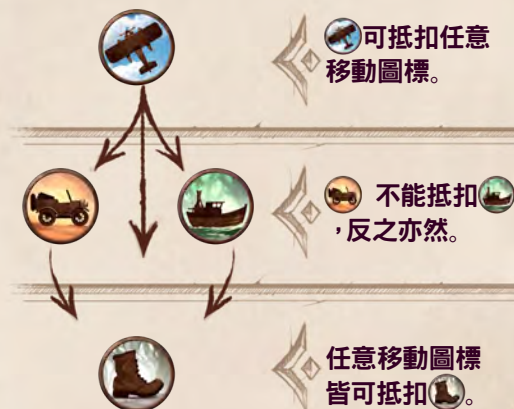 可抵扣任意
移動圖標。
不能抵扣
，反之亦然。
任意移動圖標
皆可抵扣。